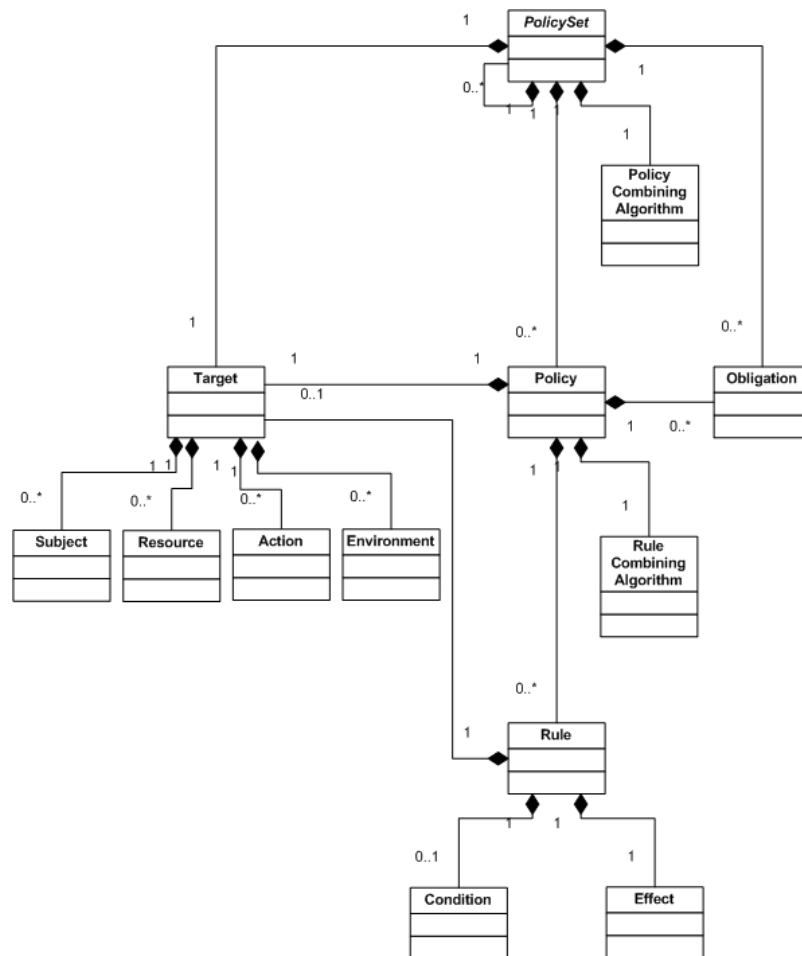 1
PolicySet
1
0..*
1
1
1
1
Policy
Combining
Algorithm
1
0..*
0..*
1
1
Target
0..1
Policy
Obligation
1
0..*
1
1
1
1
1
1
0..*
0..*
0..*
0..*
1
Subject
Resource
Action
Environment
Rule
Combining
Algorithm
0..*
1
Rule
1
1
0..1
1
Condition
Effect